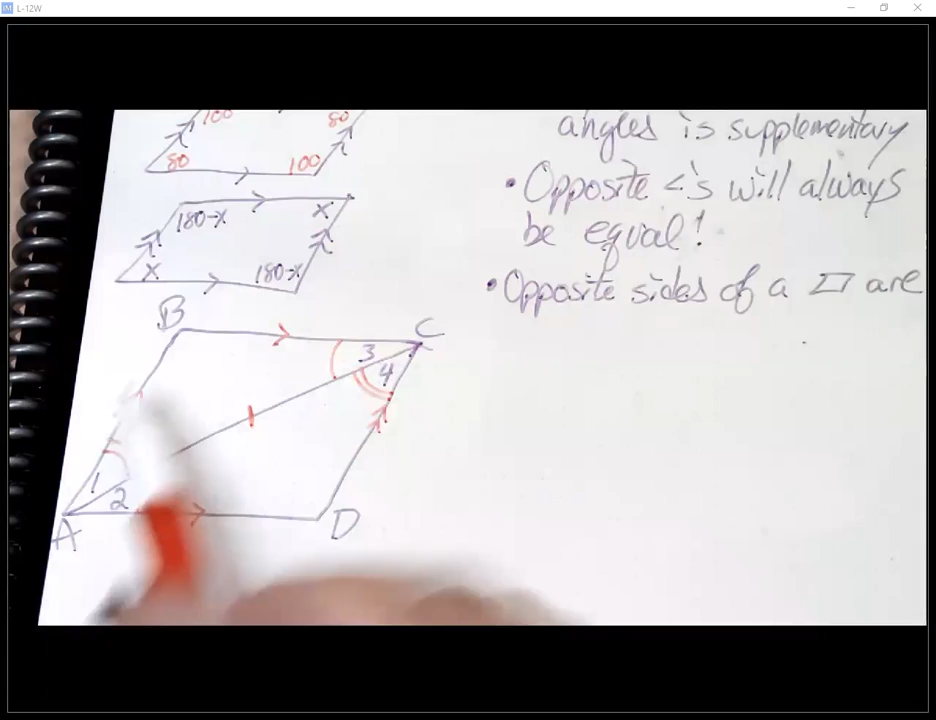 L-12W
100
80
80
100
180-x
x
x
180-x
angles is supplementary
• Opposite <'s will always
be equal!
• Opposite sides of a ▱ are
B
C
3
4
1
2
A
D